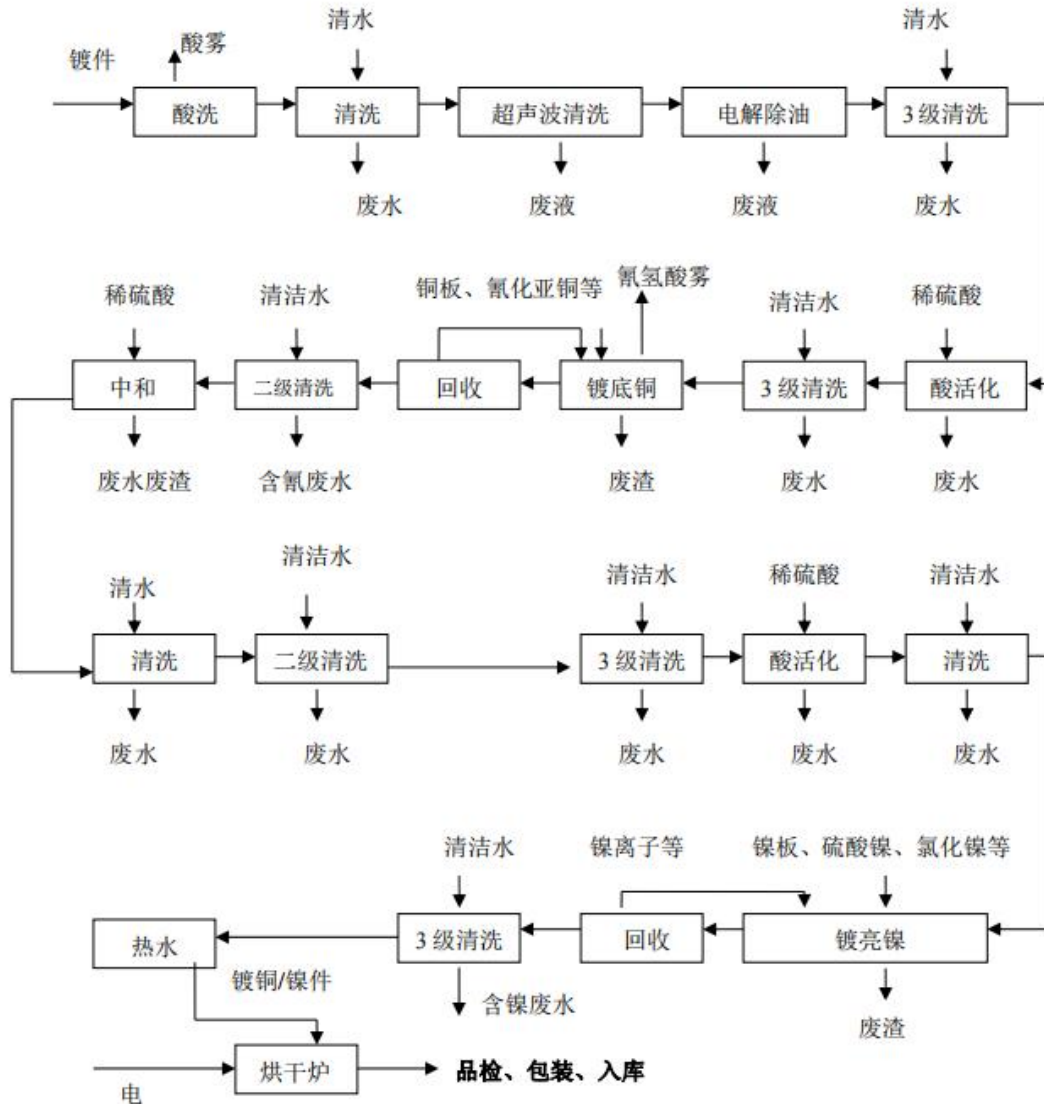 清水
清水
酸雾
镀件
酸洗
清洗
超声波清洗
电解除油
3级清洗
废水
废液
废液
废水
铜板、氰化亚铜等
氰氢酸雾
稀硫酸
清洁水
清洁水
稀硫酸
中和
二级清洗
回收
镀底铜
3级清洗
酸活化
废水废渣
含氰废水
废渣
废水
废水
清洁水
清水
清洁水
稀硫酸
清洁水
清洗
二级清洗
3级清洗
酸活化
清洗
废水
废水
废水
废水
废水
清洁水
镍离子等
镍板、硫酸镍、氯化镍等
热水
3级清洗
回收
镀亮镍
镀铜/镍件
含镍废水
废渣
烘干炉
品检、包装、入库
电